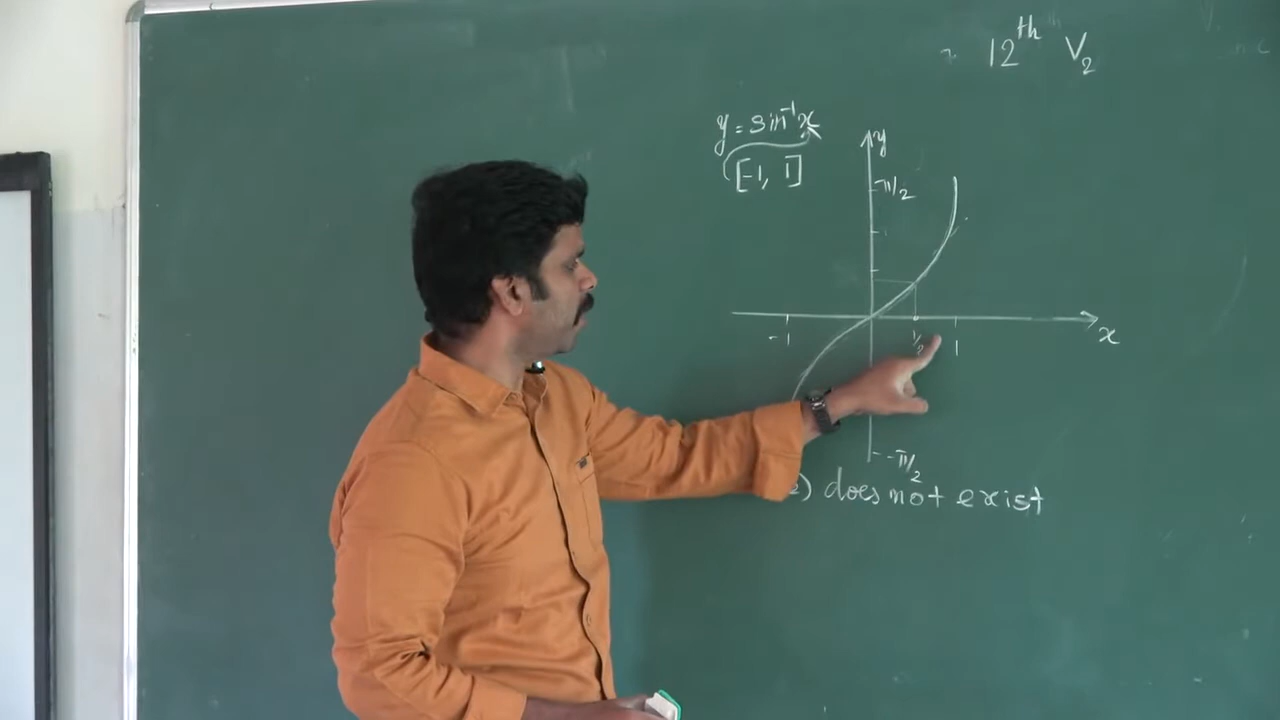 12th V2
y = sin⁻¹x
[-1, 1]
y
π/2
-1
1/2
1
x
-π/2
2) does not exist